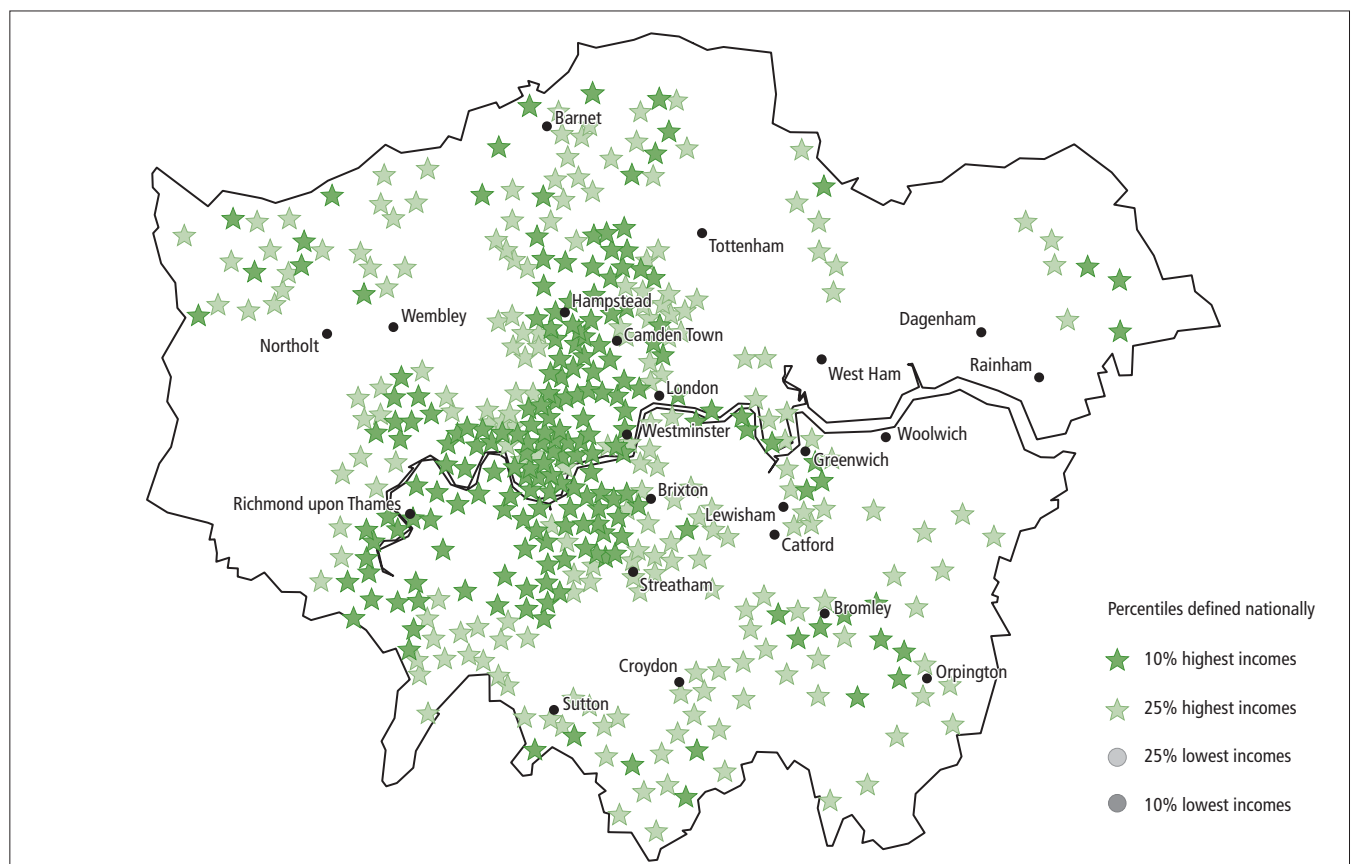 Barnet
Tottenham
Hampstead
Wembley
Camden Town
Northolt
Dagenham
West Ham
Rainham
London
Westminster
Woolwich
Greenwich
Brixton
Richmond upon Thames
Lewisham
Catford
Streatham
Bromley
Croydon
Orpington
Sutton
Percentiles defined nationally
10% highest incomes
25% highest incomes
25% lowest incomes
10% lowest incomes